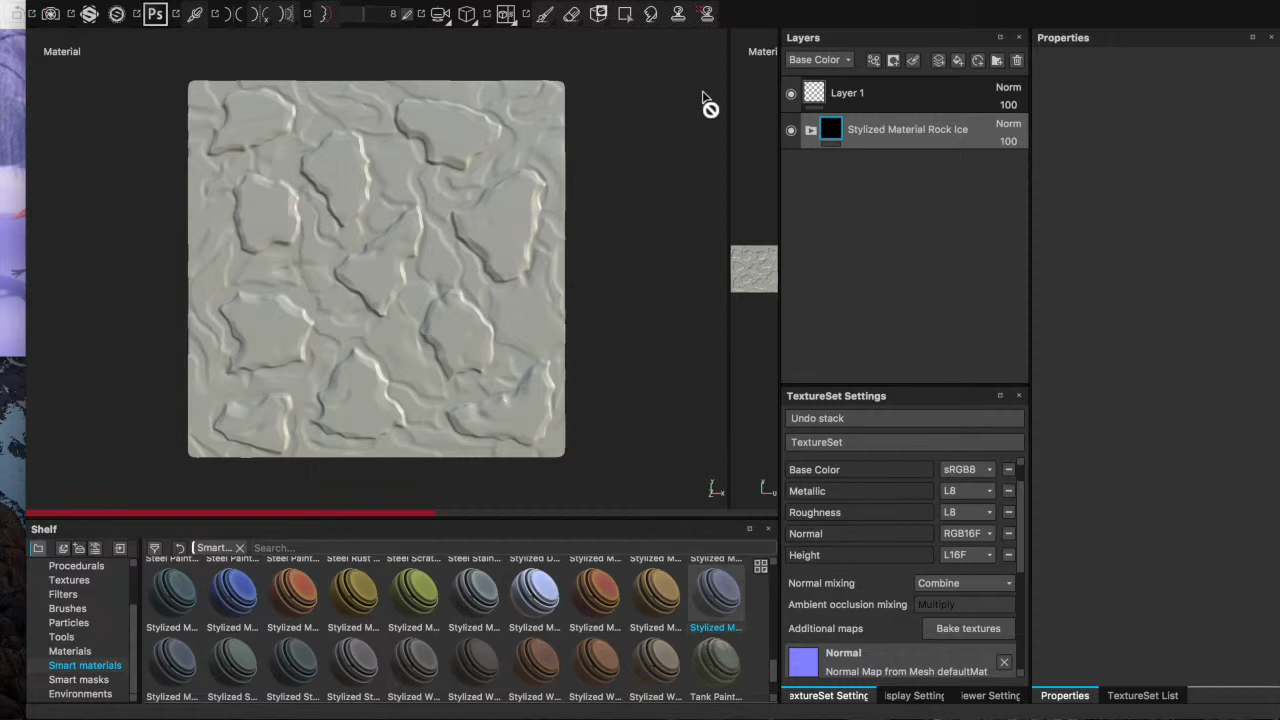 Ps
8
Material
Materi
Layers
Base Color
Layer 1
Norm
100
Stylized Material Rock Ice
Norm
100
TextureSet Settings
Undo stack
TextureSet
Base Color sRGB8
Metallic L8
Roughness L8
Normal RGB16F
Height L16F
Normal mixing Combine
Ambient occlusion mixing Multiply
Additional maps Bake textures
Normal
Normal Map from Mesh defaultMat
extureSet Setting
isplay Setting
iewer Setting
Properties
Properties
TextureSet List
Shelf
Smart...
Search...
Procedurals
Textures
Filters
Brushes
Particles
Tools
Materials
Smart materials
Smart masks
Environments
Steel Paint... Steel Paint... Steel Rust ... Steel Scrat... Steel Stain... Stylized D... Stylized M... Stylized M... Stylized M...
Stylized M... Stylized M... Stylized M... Stylized M... Stylized M... Stylized M... Stylized M... Stylized M... Stylized M... Stylized M...
Stylized M... Stylized S... Stylized St... Stylized St... Stylized W... Stylized W... Stylized W... Stylized W... Stylized W... Tank Paint...